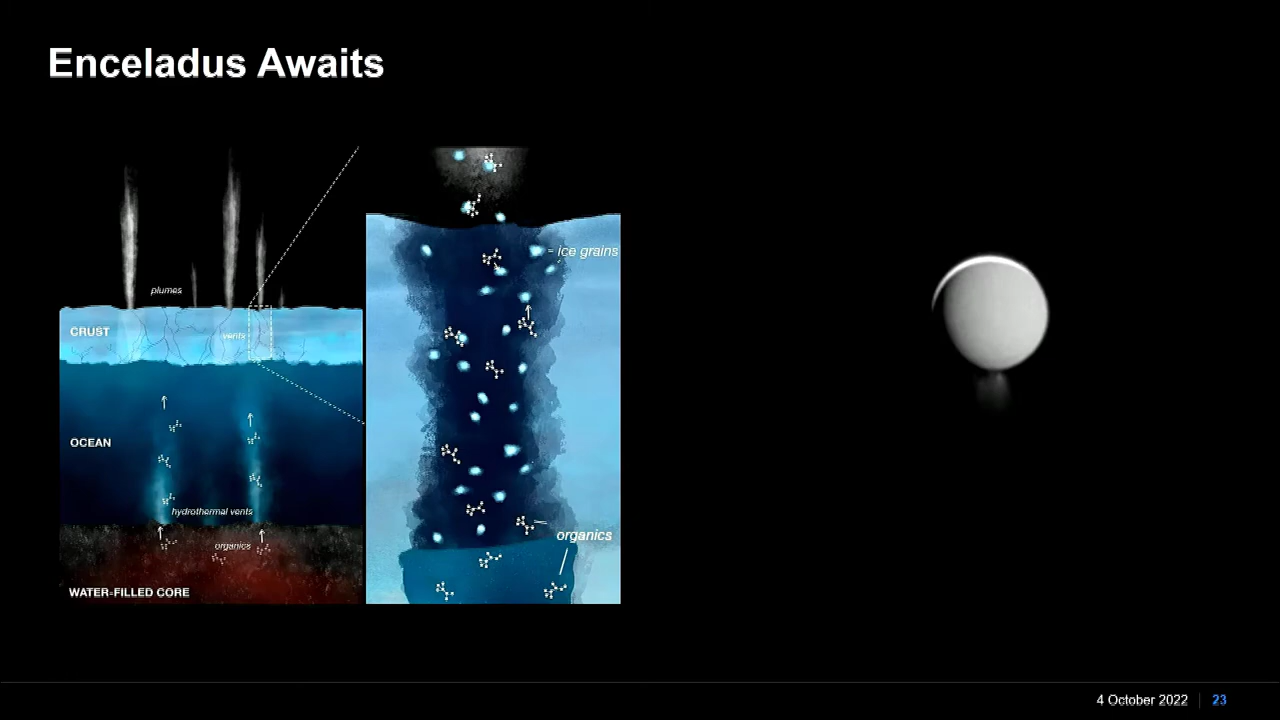 Enceladus Awaits
plumes
CRUST
vents
OCEAN
hydrothermal vents
organics
WATER-FILLED CORE
ice grains
organics
4 October 2022
23